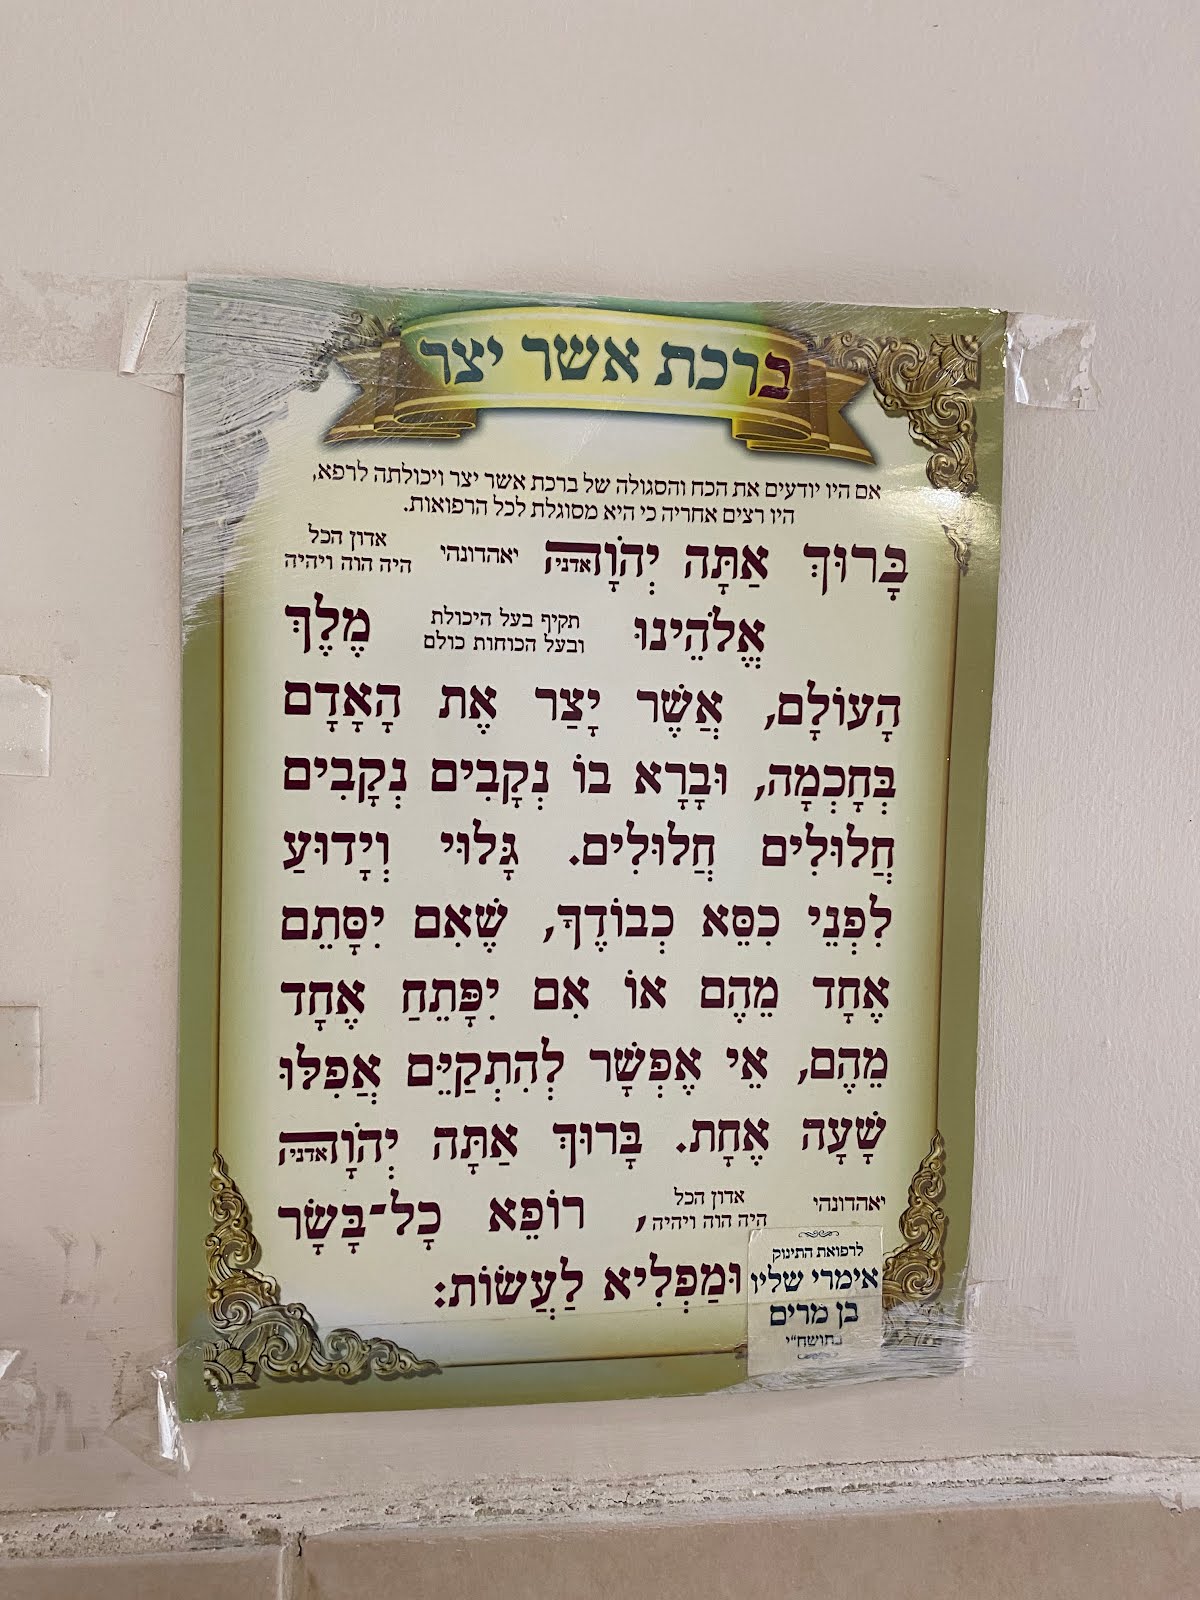 ברכת אשר יצר
אם היו יודעים את הכח והסגולה של ברכת אשר יצר ויכולתה לרפא,
היו רצים אחריה כי היא מסוגלת לכל הרפואות.
בָּרוּךְ אַתָּה יְהֹוָה אדני יאהדונהי אדון הכל היה הוה ויהיה
אֱלֹהֵינוּ תקיף בעל היכולת ובעל הכוחות כולם מֶלֶךְ
הָעוֹלָם, אֲשֶׁר יָצַר אֶת הָאָדָם
בְּחָכְמָה, וּבָרָא בוֹ נְקָבִים נְקָבִים
חֲלוּלִים חֲלוּלִים. גָּלוּי וְיָדוּעַ
לִפְנֵי כִסֵּא כְבוֹדֶךָ, שֶׁאִם יִסָּתֵם
אֶחָד מֵהֶם אוֹ אִם יִפָּתֵחַ אֶחָד
מֵהֶם, אֵי אֶפְשָׁר לְהִתְקַיֵּם אֲפִלּוּ
שָׁעָה אֶחָת. בָּרוּךְ אַתָּה יְהֹוָה אדני
יאהדונהי אדון הכל היה הוה ויהיה, רוֹפֵא כָל־בָּשָׂר
וּמַפְלִיא לַעֲשׂוֹת:
לרפואת התינוק
אימרי שליו
בן מרים
בתושח"י